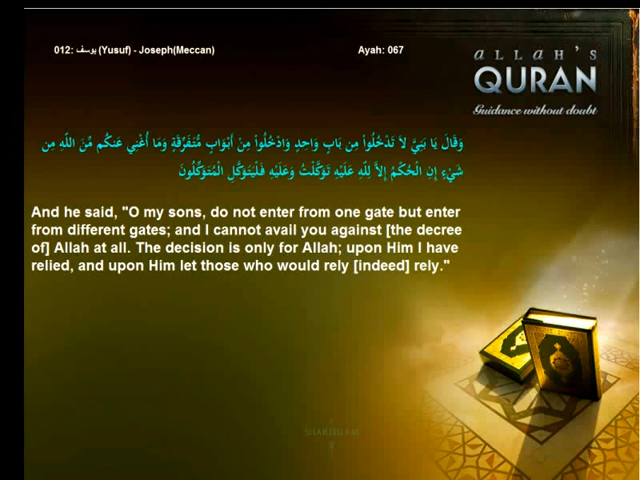 012: يوسف (Yusuf) - Joseph(Meccan)
Ayah: 067
ALLAH'S
QURAN
Guidance without doubt
وَقَالَ يَا بَنِيَّ لاَ تَدْخُلُواْ مِن بَابٍ وَاحِدٍ وَادْخُلُواْ مِنْ أَبْوَابٍ مُّتَفَرِّقَةٍ وَمَا أُغْنِي عَنكُم مِّنَ اللّهِ مِن
شَيْءٍ إِنِ الْحُكْمُ إِلاَّ لِلّهِ عَلَيْهِ تَوَكَّلْتُ وَعَلَيْهِ فَلْيَتَوَكَّلِ الْمُتَوَكِّلُونَ
And he said, "O my sons, do not enter from one gate but enter
from different gates; and I cannot avail you against [the decree
of] Allah at all. The decision is only for Allah; upon Him I have
relied, and upon Him let those who would rely [indeed] rely."